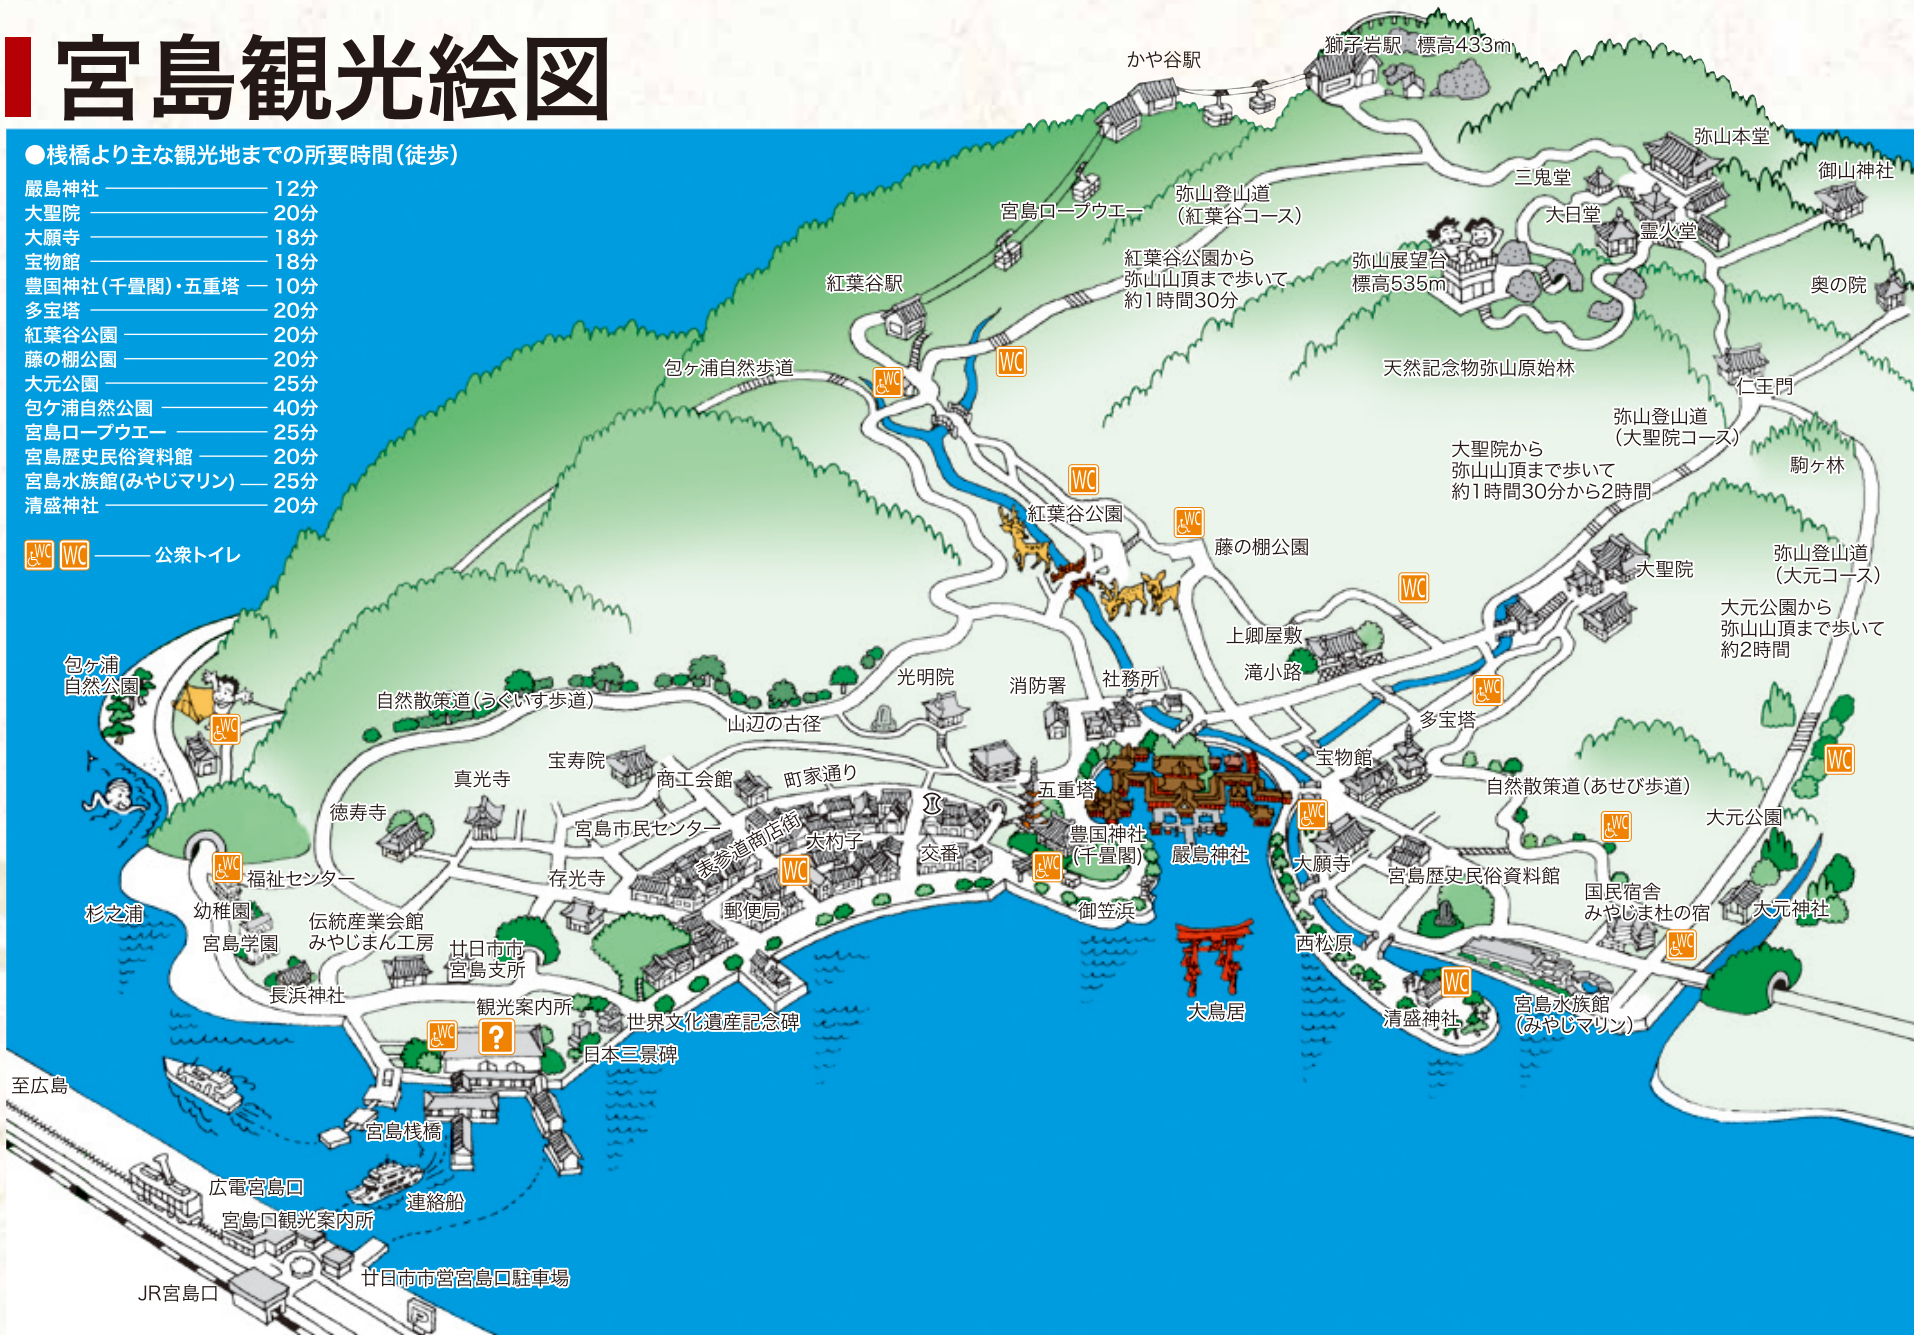 宮島観光絵図
●桟橋より主な観光地までの所要時間(徒歩)
嚴島神社 12分
大聖院 20分
大願寺 18分
宝物館 18分
豊国神社(千畳閣)・五重塔 10分
多宝塔 20分
紅葉谷公園 20分
藤の棚公園 20分
大元公園 25分
包ケ浦自然公園 40分
宮島ロープウエー 25分
宮島歴史民俗資料館 20分
宮島水族館(みやじマリン) 25分
清盛神社 20分
WC WC 公衆トイレ
かや谷駅
獅子岩駅 標高433m
弥山本堂
御山神社
三鬼堂
大日堂
霊火堂
弥山登山道
(紅葉谷コース)
宮島ロープウエー
紅葉谷公園から
弥山山頂まで歩いて
約1時間30分
弥山展望台
標高535m
奥の院
紅葉谷駅
包ヶ浦自然歩道
WC
WC
天然記念物弥山原始林
仁王門
弥山登山道
(大聖院コース)
大聖院から
弥山山頂まで歩いて
約1時間30分から2時間
駒ヶ林
WC
紅葉谷公園
WC
藤の棚公園
WC
大聖院
弥山登山道
(大元コース)
大元公園から
弥山山頂まで歩いて
約2時間
上卿屋敷
滝小路
包ヶ浦
自然公園
WC
自然散策道(うぐいす歩道)
光明院
消防署
社務所
山辺の古径
WC
多宝塔
宝寿院
商工会館
町家通り
宝物館
WC
真光寺
徳寿寺
宮島市民センター
表参道商店街
大杓子
WC
交番
五重塔
豊国神社
(千畳閣)
WC
嚴島神社
WC
大願寺
自然散策道(あせび歩道)
WC
大元公園
宮島歴史民俗資料館
国民宿舎
みやじま杜の宿
大元神社
WC
WC
福祉センター
存光寺
郵便局
御笠浜
杉之浦
幼稚園
宮島学園
伝統産業会館
みやじまん工房
廿日市市
宮島支所
長浜神社
観光案内所
WC
?
世界文化遺産記念碑
日本三景碑
大鳥居
西松原
WC
清盛神社
宮島水族館
(みやじマリン)
至広島
宮島桟橋
連絡船
広電宮島口
宮島口観光案内所
廿日市市営宮島口駐車場
JR宮島口
P